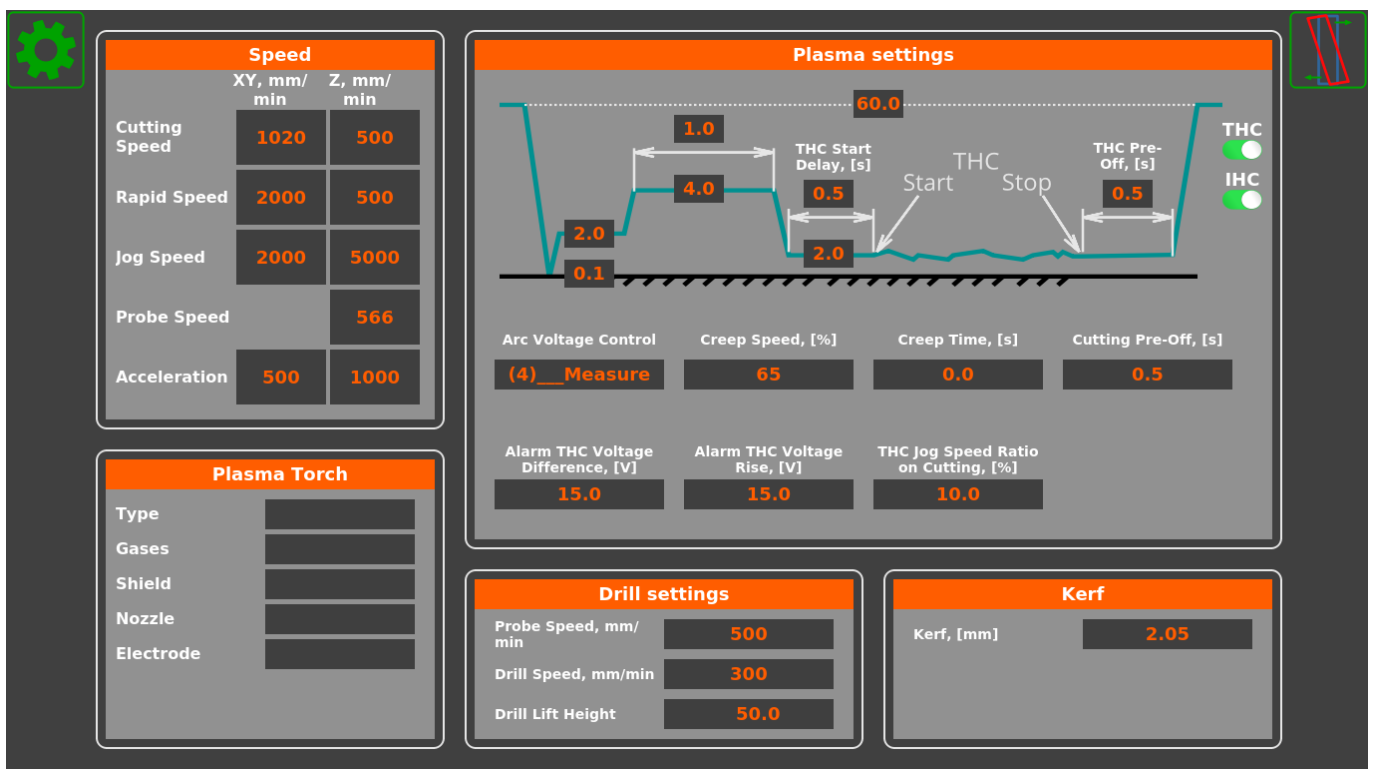 Speed
XY, mm/
min
Z, mm/
min
Cutting
Speed
1020
500
Rapid Speed
2000
500
Jog Speed
2000
5000
Probe Speed
566
Acceleration
500
1000
Plasma Torch
Type
Gases
Shield
Nozzle
Electrode
Plasma settings
60.0
1.0
4.0
2.0
0.1
THC Start
Delay, [s]
0.5
2.0
THC
Start
Stop
THC Pre-
Off, [s]
0.5
THC
IHC
Arc Voltage Control
(4)___Measure
Creep Speed, [%]
65
Creep Time, [s]
0.0
Cutting Pre-Off, [s]
0.5
Alarm THC Voltage
Difference, [V]
15.0
Alarm THC Voltage
Rise, [V]
15.0
THC Jog Speed Ratio
on Cutting, [%]
10.0
Drill settings
Probe Speed, mm/
min
500
Drill Speed, mm/min
300
Drill Lift Height
50.0
Kerf
Kerf, [mm]
2.05